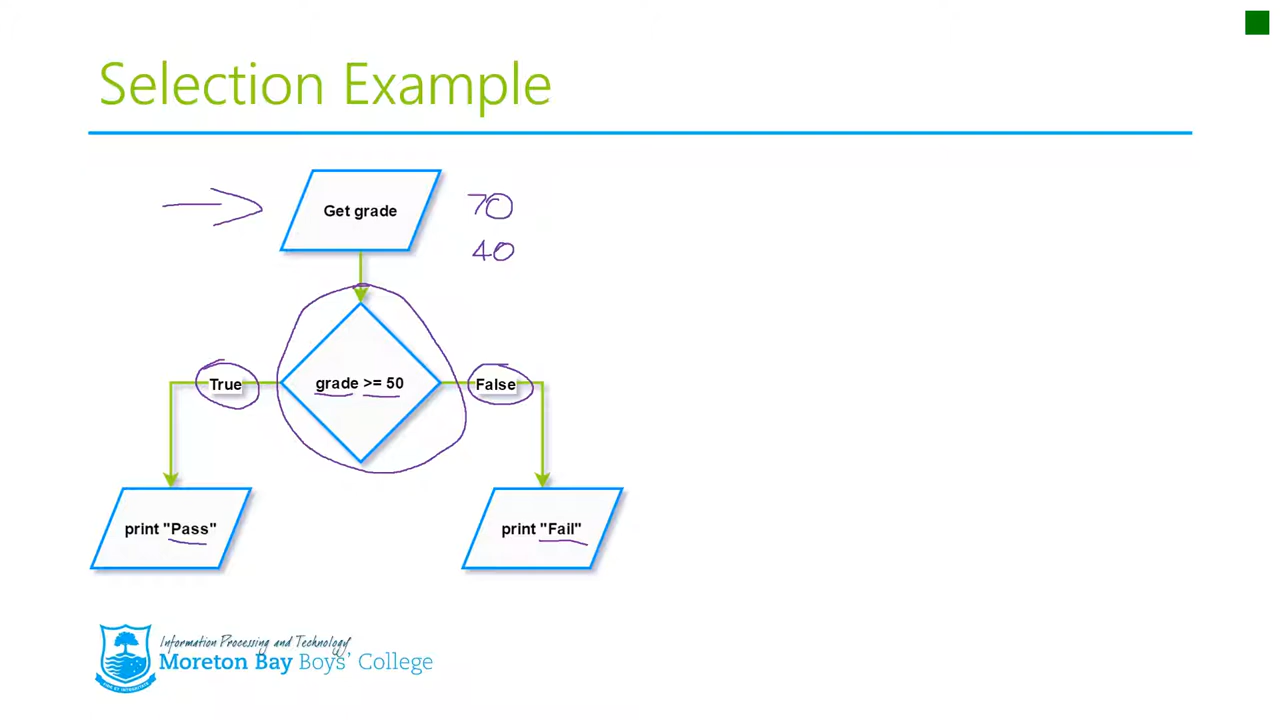 Selection Example
Get grade
70
40
grade >= 50
True
False
print "Pass"
print "Fail"
Information Processing and Technology
Moreton Bay Boys' College